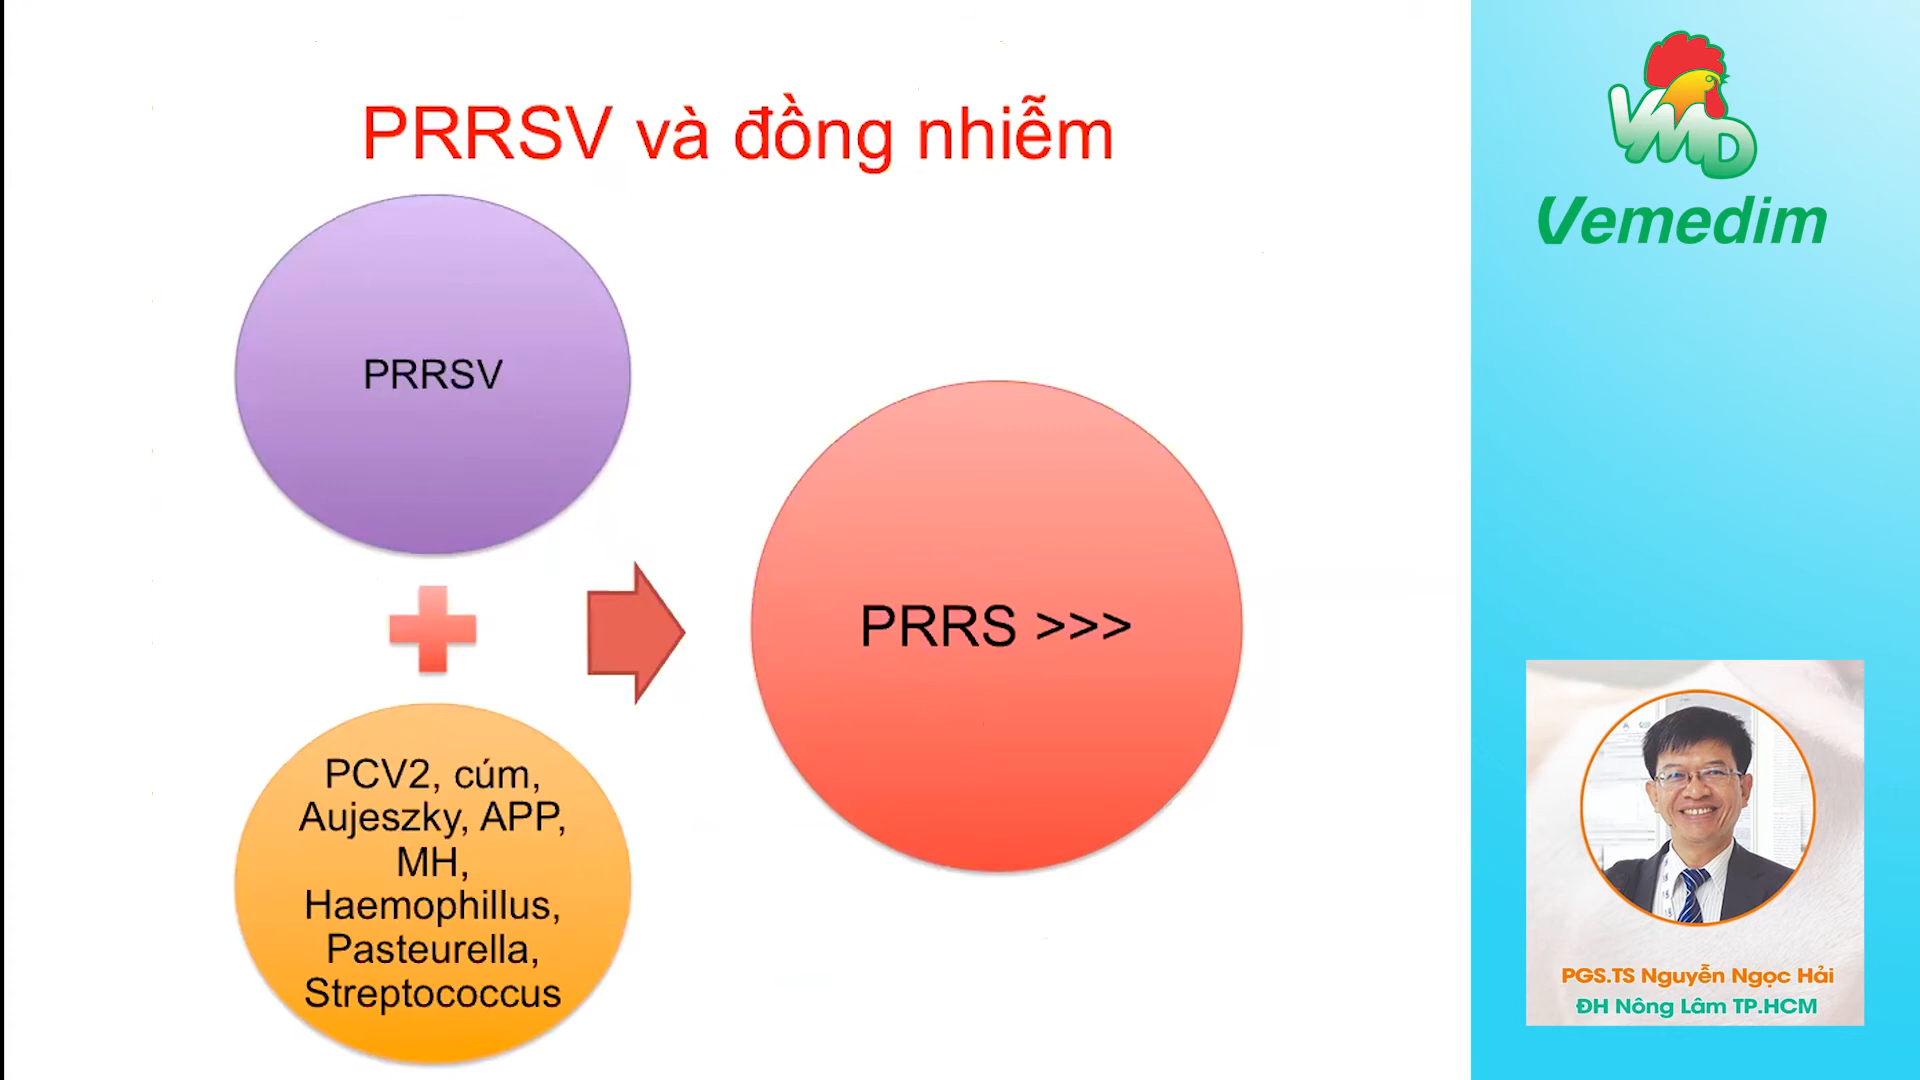 PRRSV và đồng nhiễm
PRRSV
PCV2, cúm,
Aujeszky, APP,
MH,
Haemophillus,
Pasteurella,
Streptococcus
PRRS >>>
VMD
Vemedim
PGS.TS Nguyễn Ngọc Hải
ĐH Nông Lâm TP.HCM